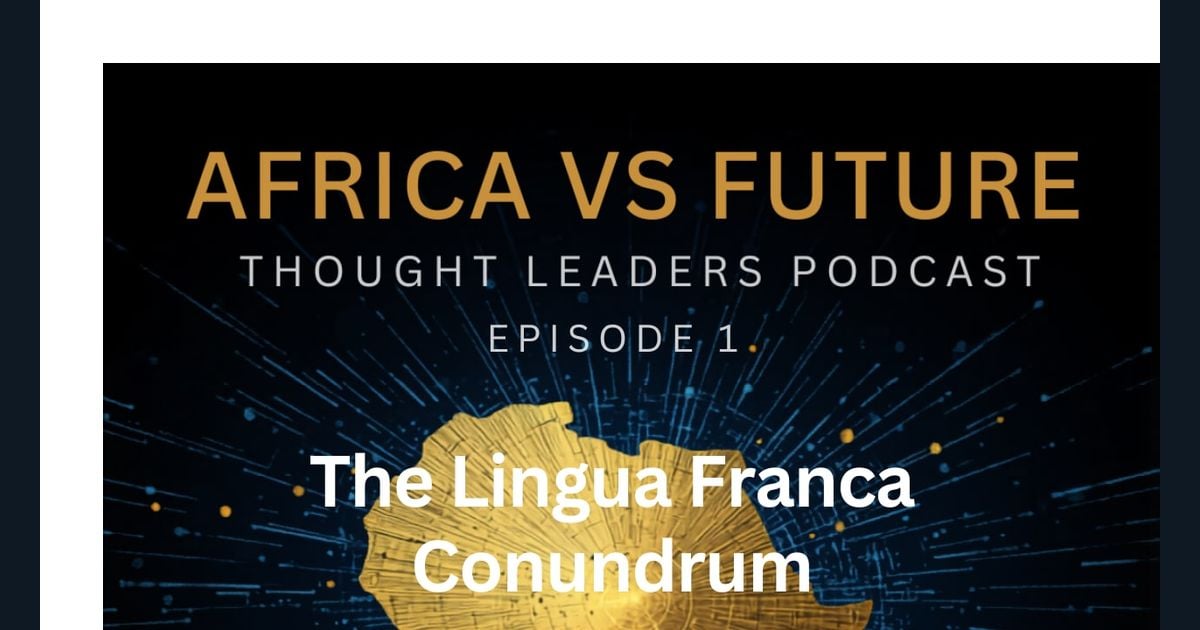 AFRICA VS FUTURE
THOUGHT LEADERS PODCAST
EPISODE 1
The Lingua Franca
Conundrum